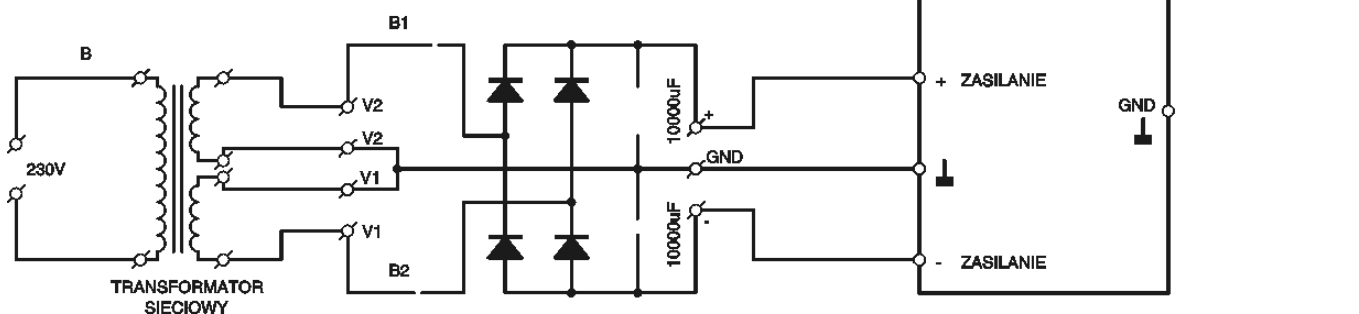 B1
B
V2
V2
V1
V1
B2
230V
TRANSFORMATOR
SIECIOWY
10000uF
+
GND
10000uF
-
+ ZASILANIE
GND
- ZASILANIE